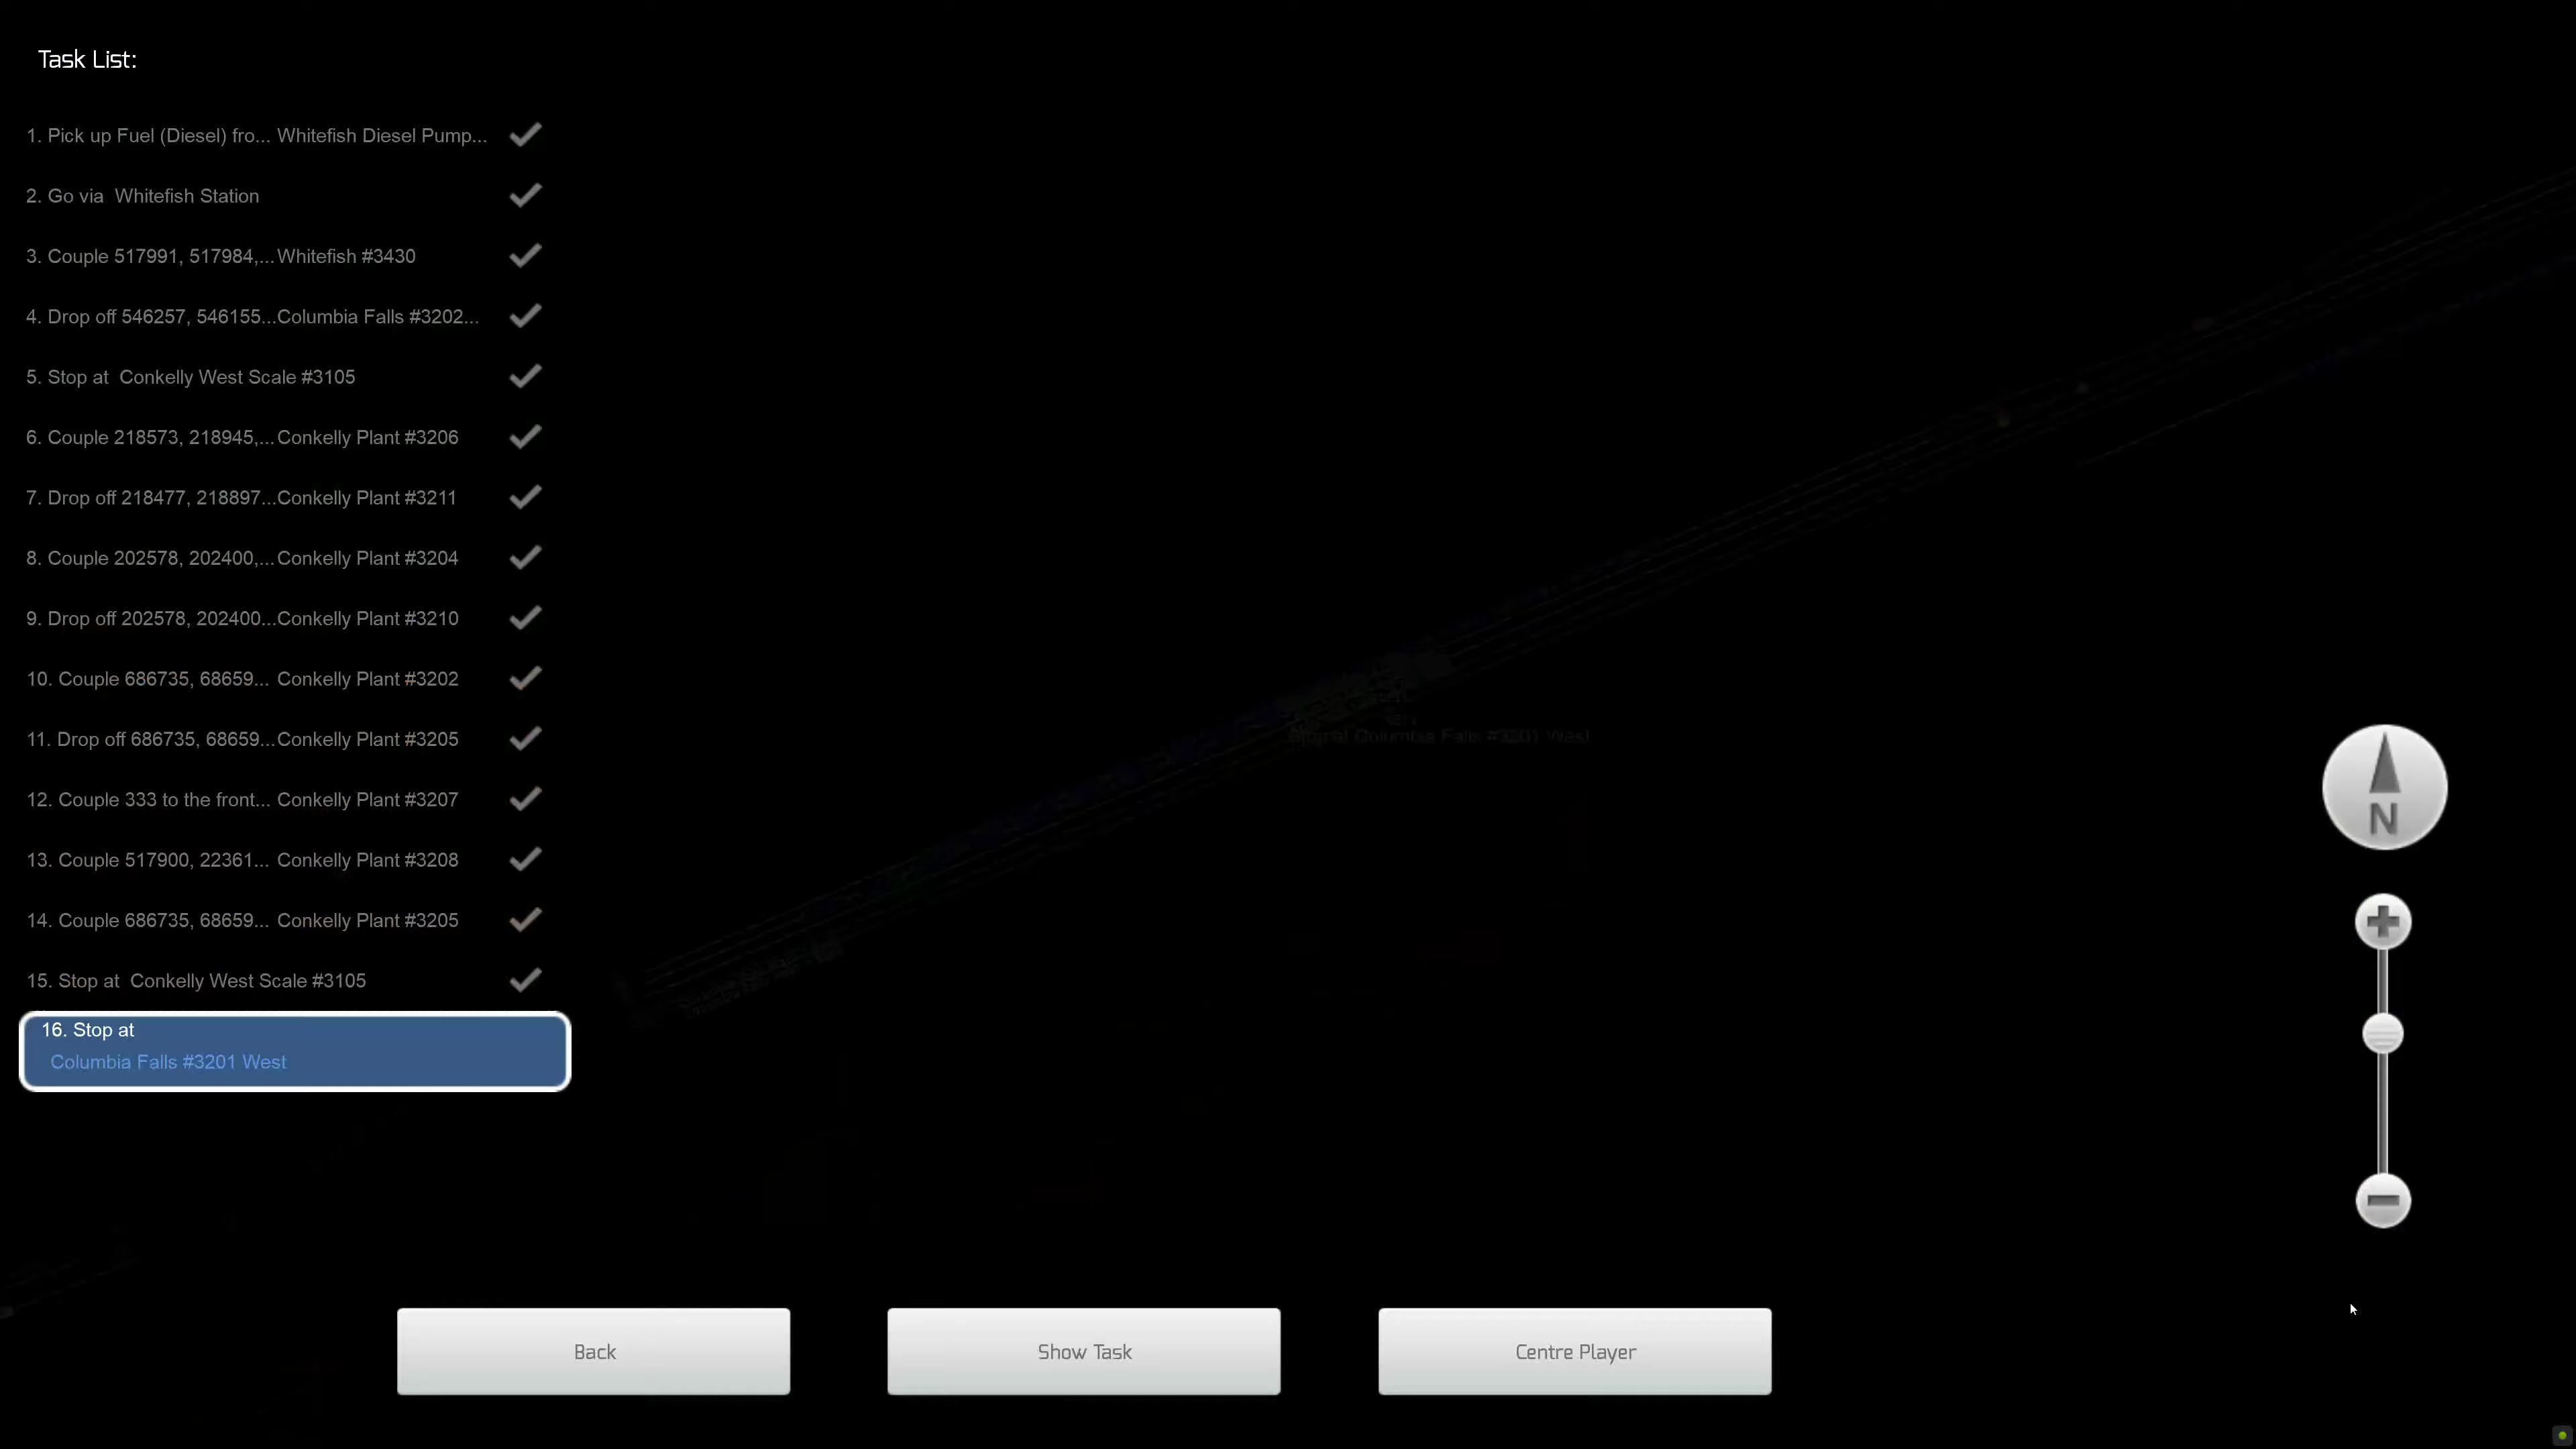 Task List:
1. Pick up Fuel (Diesel) fro... Whitefish Diesel Pump...
2. Go via Whitefish Station
3. Couple 517991, 517984,... Whitefish #3430
4. Drop off 546257, 546155... Columbia Falls #3202...
5. Stop at Conkelly West Scale #3105
6. Couple 218573, 218945,... Conkelly Plant #3206
7. Drop off 218477, 218897... Conkelly Plant #3211
8. Couple 202578, 202400,... Conkelly Plant #3204
9. Drop off 202578, 202400... Conkelly Plant #3210
10. Couple 686735, 68659... Conkelly Plant #3202
11. Drop off 686735, 68659... Conkelly Plant #3205
12. Couple 333 to the front... Conkelly Plant #3207
13. Couple 517900, 22361... Conkelly Plant #3208
14. Couple 686735, 68659... Conkelly Plant #3205
15. Stop at Conkelly West Scale #3105
16. Stop at
Columbia Falls #3201 West
Columbia Falls #3201 West
N
Back
Show Task
Centre Player